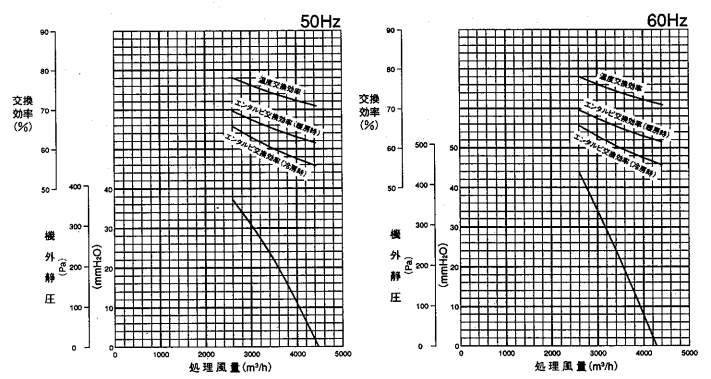 50Hz
90
80
70
60
50
交換
効率
(%)
温度交換効率
エンタルピ交換効率(暖房時)
エンタルピ交換効率(冷房時)
400
300
200
100
0
機
外
静
圧
(Pa)
40
30
20
10
0
(mmH₂O)
0
1000
2000
3000
4000
5000
処理風量(m³/h)
60Hz
90
80
70
60
50
交換
効率
(%)
温度交換効率
エンタルピ交換効率(暖房時)
エンタルピ交換効率(冷房時)
500
400
300
200
100
0
機
外
静
圧
(Pa)
50
40
30
20
10
0
(mmH₂O)
0
1000
2000
3000
4000
5000
処理風量(m³/h)